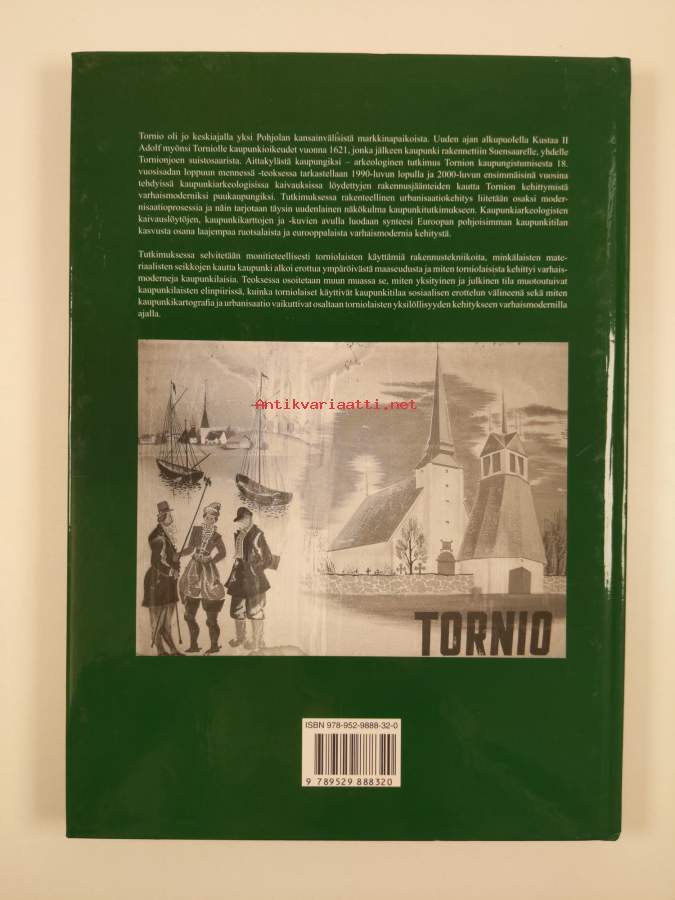 Tornio oli jo keskiajalla yksi Pohjolan kansainvälisistä markkinapaikoista. Uuden ajan alkupuolella Kustaa II
Adolf myönsi Torniolle kaupunkioikeudet vuonna 1621, jonka jälkeen kaupunki rakennettiin Suensaarelle, yhdelle
Tornionjoen suistosaarista. Aittakylästä kaupungiksi – arkeologinen tutkimus Tornion kaupungistumisesta 18.
vuosisadan loppuun mennessä -teoksessa tarkastellaan 1990-luvun lopulla ja 2000-luvun ensimmäisinä vuosina
tehdyissä kaupunkiarkeologisissa kaivauksissa löydettyjen rakennusjäänteiden kautta Tornion kehittymistä
varhaismoderniksi puukaupungiksi. Tutkimuksessa rakenteellinen urbanisaatiokehitys liitetään osaksi moder-
nisaatioprosessia ja näin tarjotaan täysin uudenlainen näkökulma kaupunkitutkimukseen. Kaupunkiarkeologisten
kaivauslöytöjen, kaupunkikarttojen ja -kuvien avulla luodaan synteesi Euroopan pohjoisimman kaupunkitilan
kasvusta osana laajempaa ruotsalaista ja eurooppalaista varhaismodernia kehitystä.
Tutkimuksessa selvitetään monitieteellisesti torniolaisten käyttämiä rakennustekniikoita, minkälaisten mate-
riaalisten seikkojen kautta kaupunki alkoi erottua ympäröivästä maaseudusta ja miten torniolaisista kehittyi varhais-
moderneja kaupunkilaisia. Teoksessa osoitetaan muun muassa se, miten yksityinen ja julkinen tila muotoutuivat
kaupunkilaisten elinpiirissä, kuinka torniolaiset käyttivät kaupunkitilaa sosiaalisen erottelun välineenä sekä miten
kaupunkikartografia ja urbanisaatio vaikuttivat osaltaan torniolaisten yksilöllisyyden kehitykseen varhaismodernilla
ajalla.
Antikvariaatti.net
TORNIO
ISBN 978-952-9888-32-0
9 789529 888320